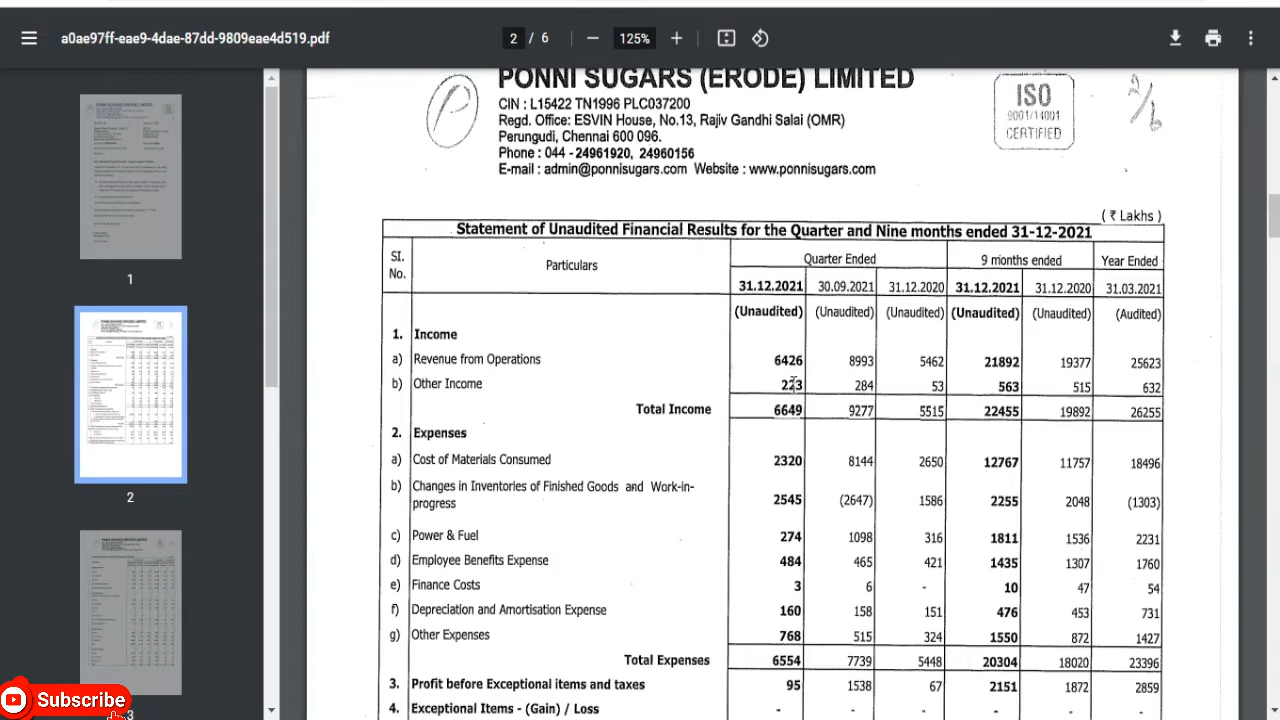 a0ae97ff-eae9-4dae-87dd-9809eae4d519.pdf 2 / 6 125%
PONNI SUGARS (ERODE) LIMITED
CIN : L15422 TN1996 PLC037200
Regd. Office: ESVIN House, No.13, Rajiv Gandhi Salai (OMR)
Perungudi, Chennai 600 096.
Phone : 044 - 24961920, 24960156
E-mail : admin@ponnisugars.com Website : www.ponnisugars.com
ISO
9001/14001
CERTIFIED
( ₹ Lakhs )
Statement of Unaudited Financial Results for the Quarter and Nine months ended 31-12-2021
SI. No. Particulars Quarter Ended 9 months ended Year Ended
31.12.2021 30.09.2021 31.12.2020 31.12.2021 31.12.2020 31.03.2021
(Unaudited) (Unaudited) (Unaudited) (Unaudited) (Unaudited) (Audited)
1. Income
a) Revenue from Operations 6426 8993 5462 21892 19377 25623
b) Other Income 284 53 563 515 632
Total Income 6649 9277 5515 22455 19892 26255
2. Expenses
a) Cost of Materials Consumed 2320 8144 2650 12767 11757 18496
b) Changes in Inventories of Finished Goods and Work-in-
progress 2545 (2647) 1586 2255 2048 (1303)
c) Power & Fuel 274 1098 316 1811 1536 2231
d) Employee Benefits Expense 484 465 421 1435 1307 1760
e) Finance Costs 3 6 - 10 47 54
f) Depreciation and Amortisation Expense 160 158 151 476 453 731
g) Other Expenses 768 515 324 1550 872 1427
Total Expenses 6554 7739 5448 20304 18020 23396
3. Profit before Exceptional items and taxes 95 1538 67 2151 1872 2859
4. Exceptional Items - (Gain) / Loss - - - - - -
1
2
3
Subscribe